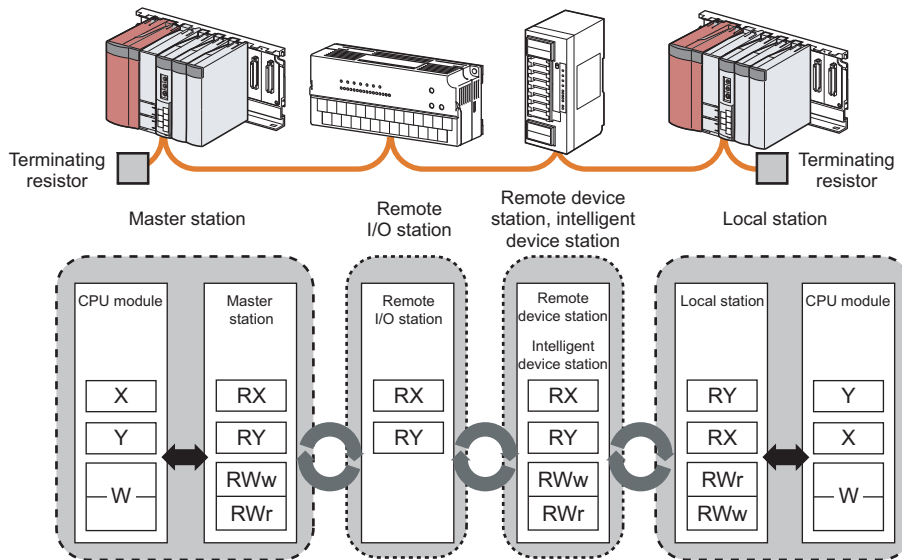 Terminating
resistor
Terminating
resistor
Master station
Remote
I/O station
Remote device
station, intelligent
device station
Local station
CPU module
X
Y
W
Master
station
RX
RY
RWw
RWr
Remote
I/O station
RX
RY
Remote
device station
Intelligent
device station
RX
RY
RWw
RWr
Local station
RY
RX
RWr
RWw
CPU module
Y
X
W